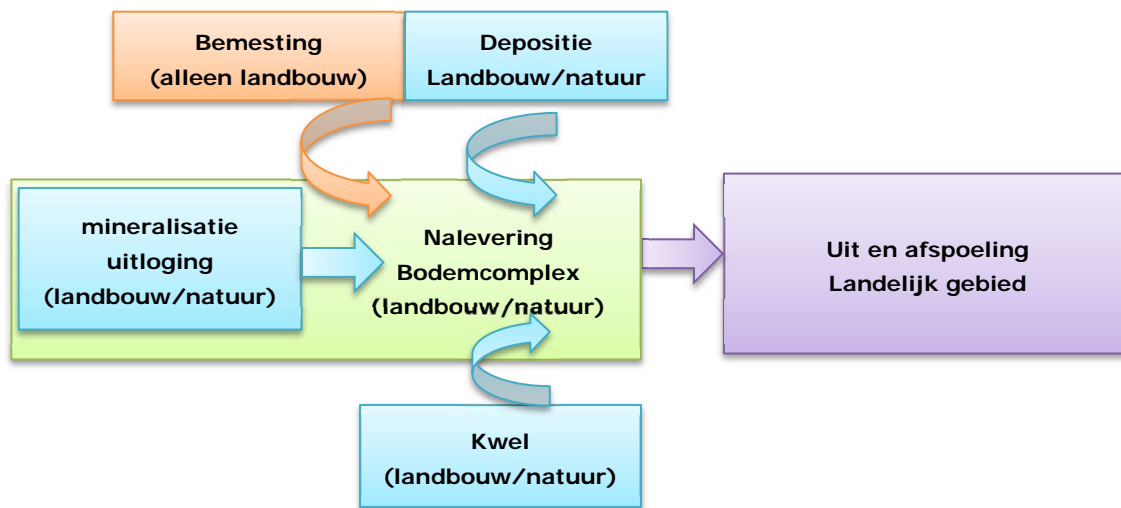 Bemesting
(alleen landbouw)
Depositie
Landbouw/natuur
mineralisatie
uitloging
(landbouw/natuur)
Nalevering
Bodemcomplex
(landbouw/natuur)
Uit en afspoeling
Landelijk gebied
Kwel
(landbouw/natuur)